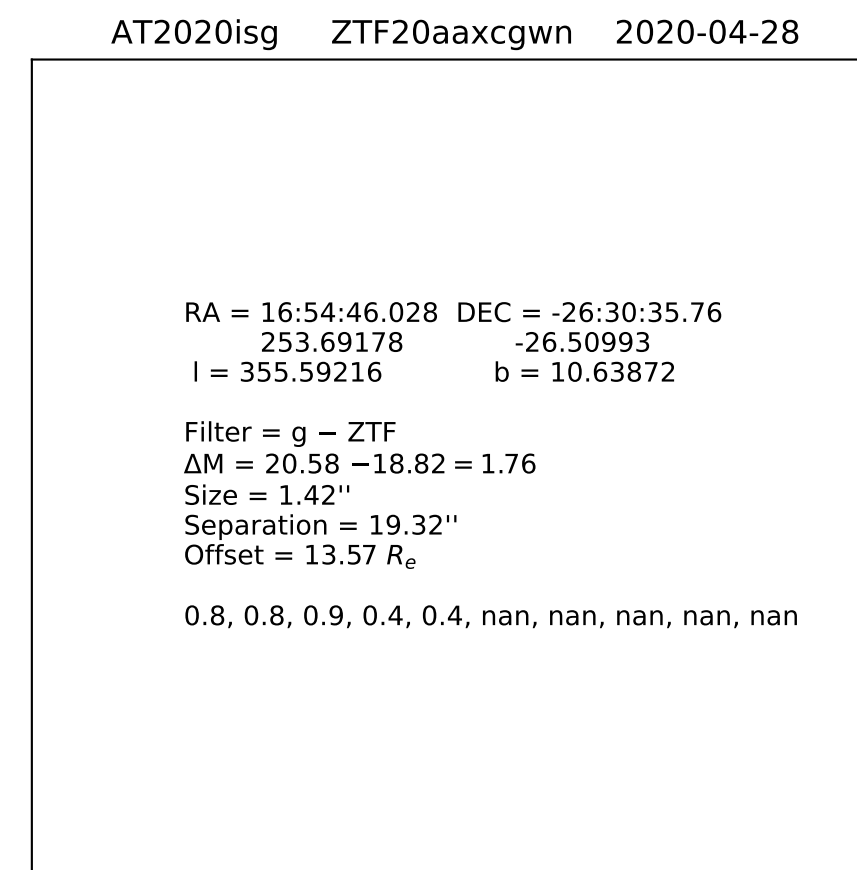 AT2020isg ZTF20aaxcgwn 2020-04-28
RA = 16:54:46.028 DEC = -26:30:35.76
253.69178 -26.50993
l = 355.59216 b = 10.63872
Filter = g − ZTF
ΔM = 20.58 −18.82 = 1.76
Size = 1.42''
Separation = 19.32''
Offset = 13.57 Rₑ
0.8, 0.8, 0.9, 0.4, 0.4, nan, nan, nan, nan, nan